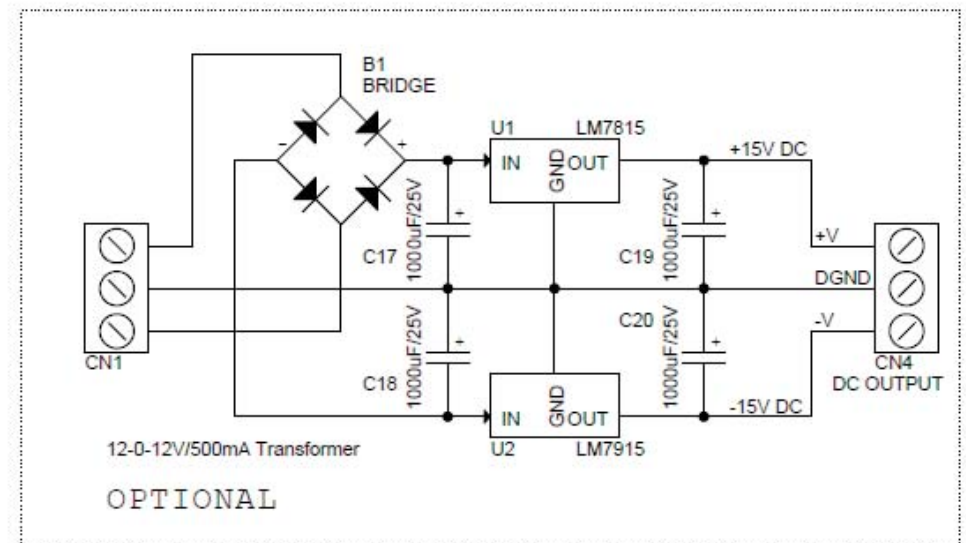 B1
BRIDGE
-
+
U1
LM7815
IN
GND
OUT
+15V DC
C17
1000uF/25V
+
C19
1000uF/25V
+
+V
DGND
-V
CN1
C18
1000uF/25V
+
C20
1000uF/25V
+
CN4
DC OUTPUT
IN
GND
OUT
-15V DC
U2
LM7915
12-0-12V/500mA Transformer
OPTIONAL